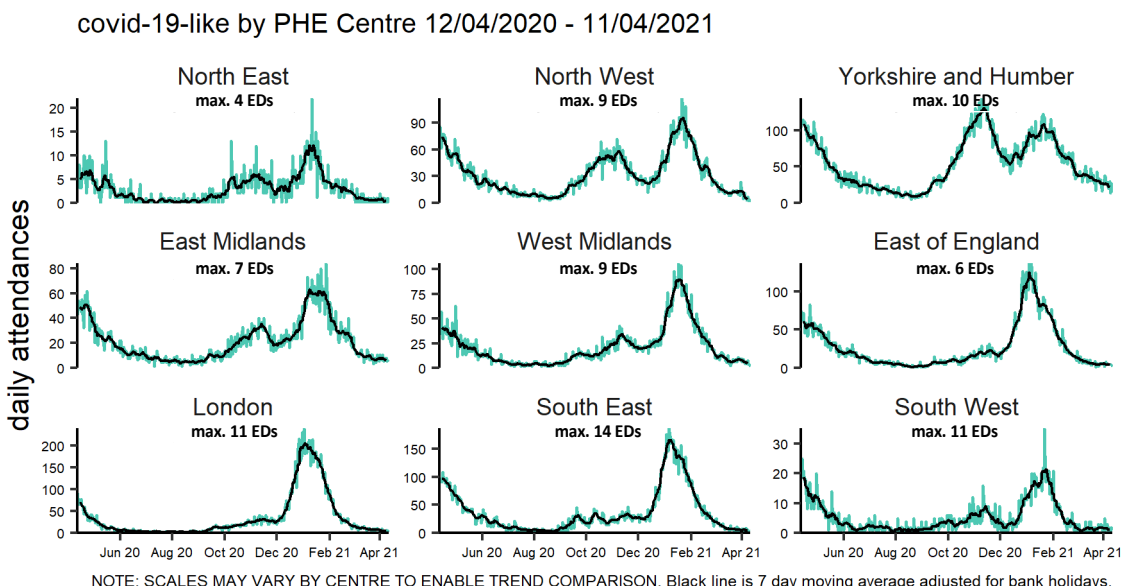 covid-19-like by PHE Centre 12/04/2020 - 11/04/2021
North East
max. 4 EDs
20
15
10
5
0
North West
max. 9 EDs
90
60
30
0
Yorkshire and Humber
max. 10 EDs
100
50
0
daily attendances
East Midlands
max. 7 EDs
80
60
40
20
0
West Midlands
max. 9 EDs
100
75
50
25
0
East of England
max. 6 EDs
100
50
0
London
max. 11 EDs
200
150
100
50
0
Jun 20 Aug 20 Oct 20 Dec 20 Feb 21 Apr 21
South East
max. 14 EDs
150
100
50
0
Jun 20 Aug 20 Oct 20 Dec 20 Feb 21 Apr 21
South West
max. 11 EDs
30
20
10
0
Jun 20 Aug 20 Oct 20 Dec 20 Feb 21 Apr 21
NOTE: SCALES MAY VARY BY CENTRE TO ENABLE TREND COMPARISON. Black line is 7 day moving average adjusted for bank holidays.